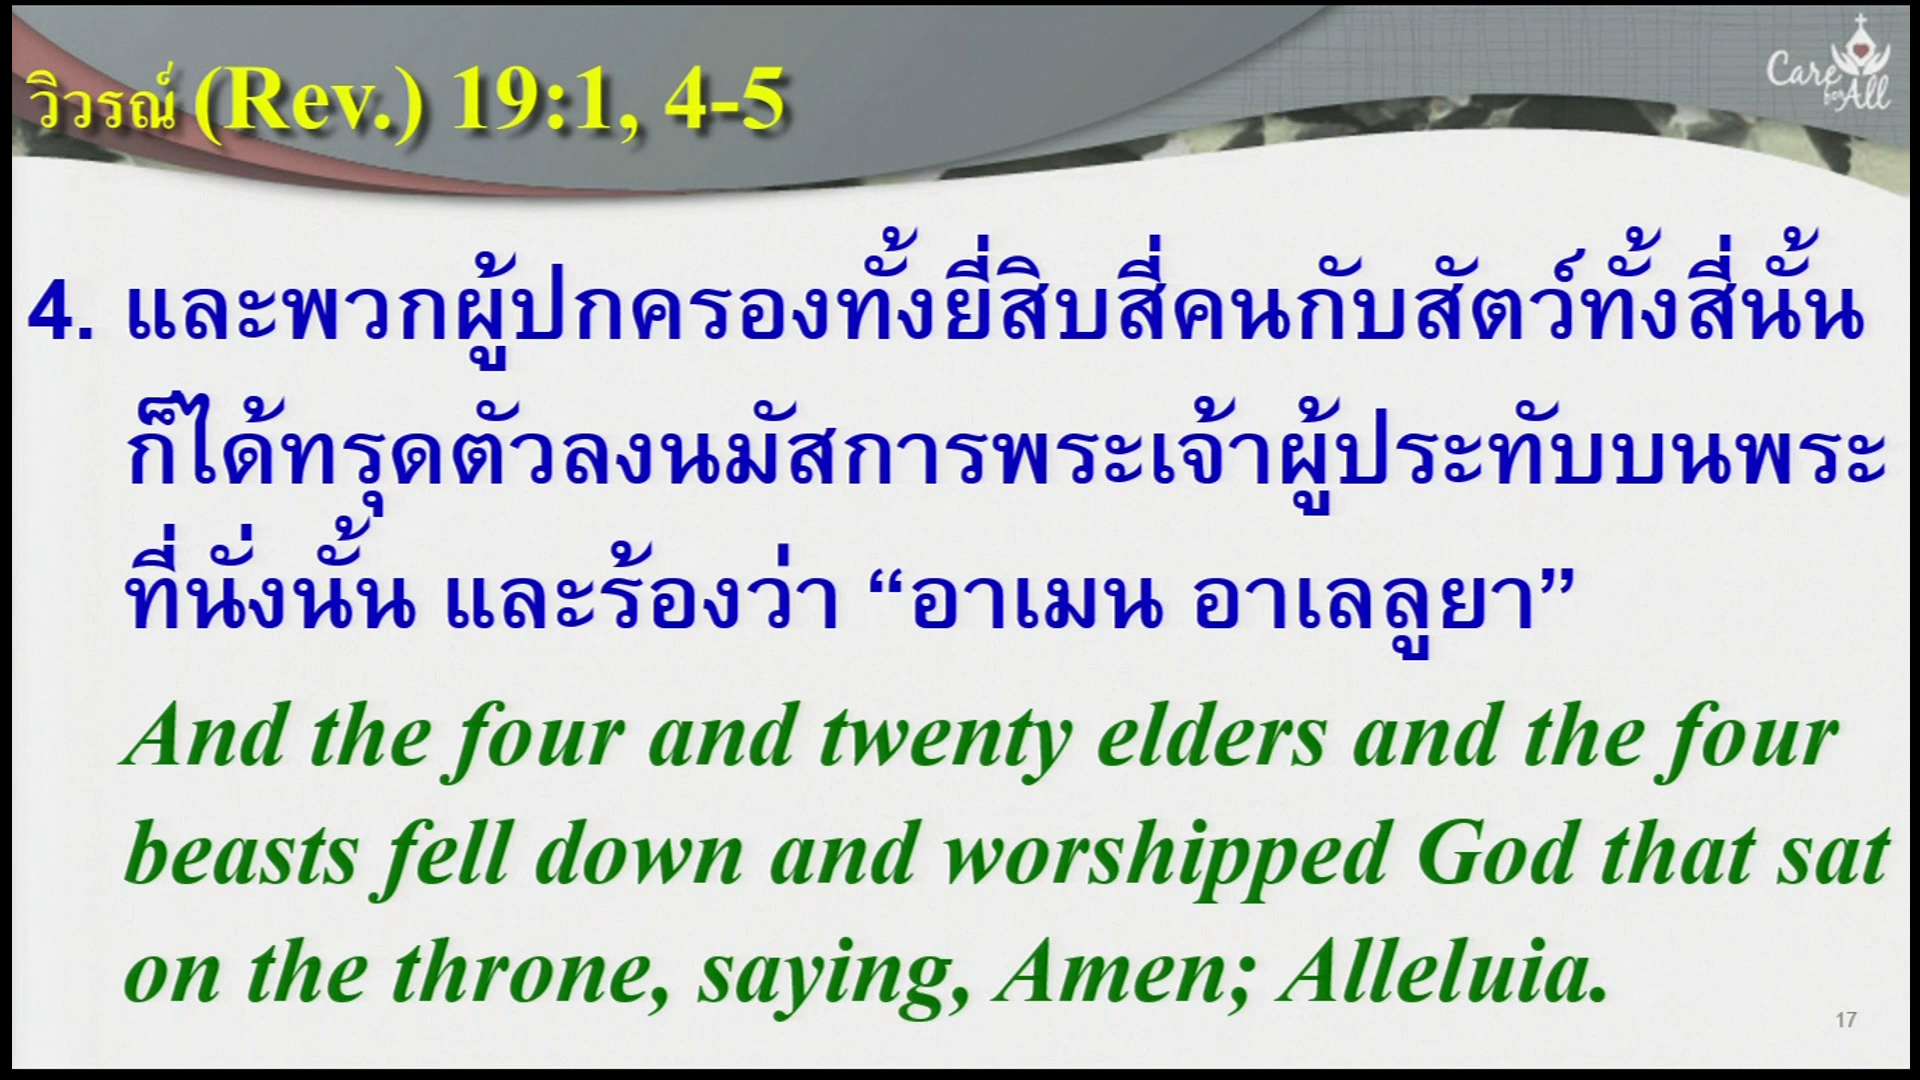 วิวรณ์ (Rev.) 19:1, 4-5
Care
for All
4. และพวกผู้ปกครองทั้งยี่สิบสี่คนกับสัตว์ทั้งสี่นั้น
ก็ได้ทรุดตัวลงนมัสการพระเจ้าผู้ประทับบนพระ
ที่นั่งนั้น และร้องว่า “อาเมน อาเลลูยา”
And the four and twenty elders and the four
beasts fell down and worshipped God that sat
on the throne, saying, Amen; Alleluia.
17